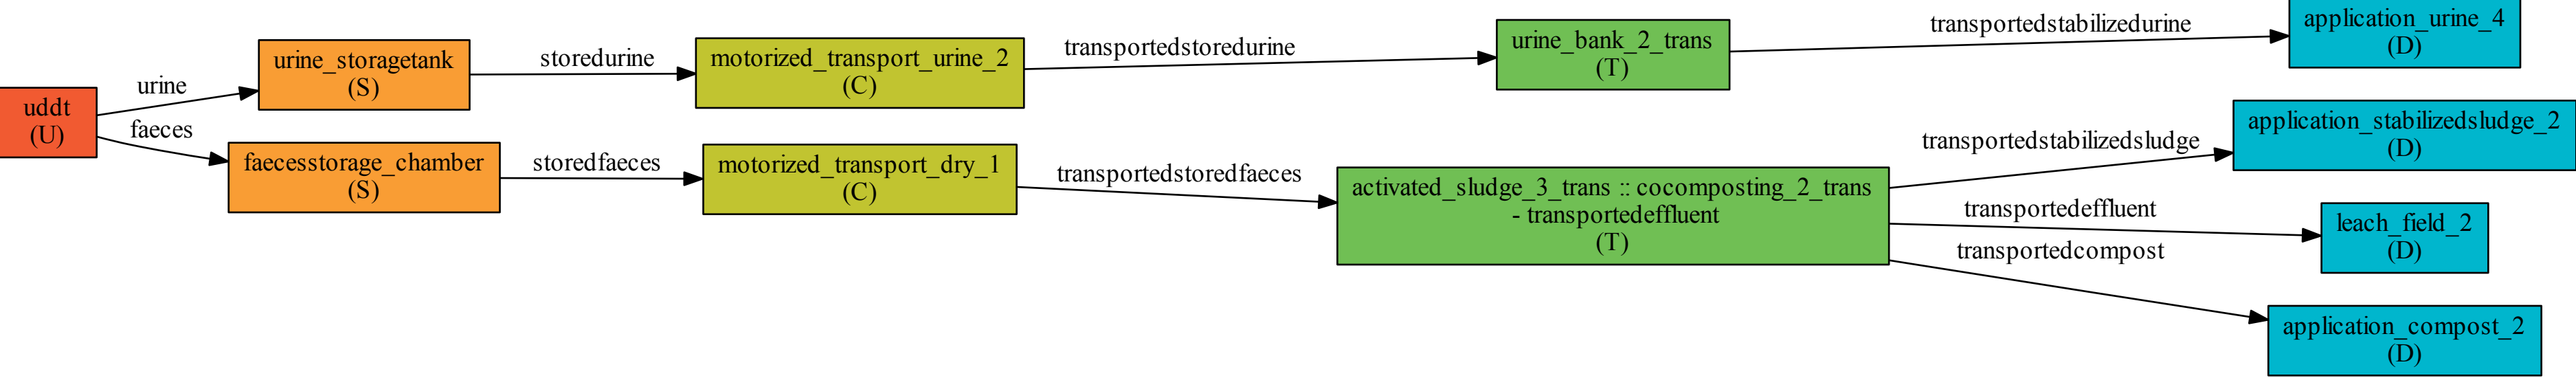 uddt
(U)
urine
faeces
urine_storagetank
(S)
faecesstorage_chamber
(S)
storedurine
storedfaeces
motorized_transport_urine_2
(C)
motorized_transport_dry_1
(C)
transportedstoredurine
transportedstoredfaeces
urine_bank_2_trans
(T)
activated_sludge_3_trans :: cocomposting_2_trans
- transportedeffluent
(T)
transportedstabilizedurine
transportedstabilizedsludge
transportedeffluent
transportedcompost
application_urine_4
(D)
application_stabilizedsludge_2
(D)
leach_field_2
(D)
application_compost_2
(D)